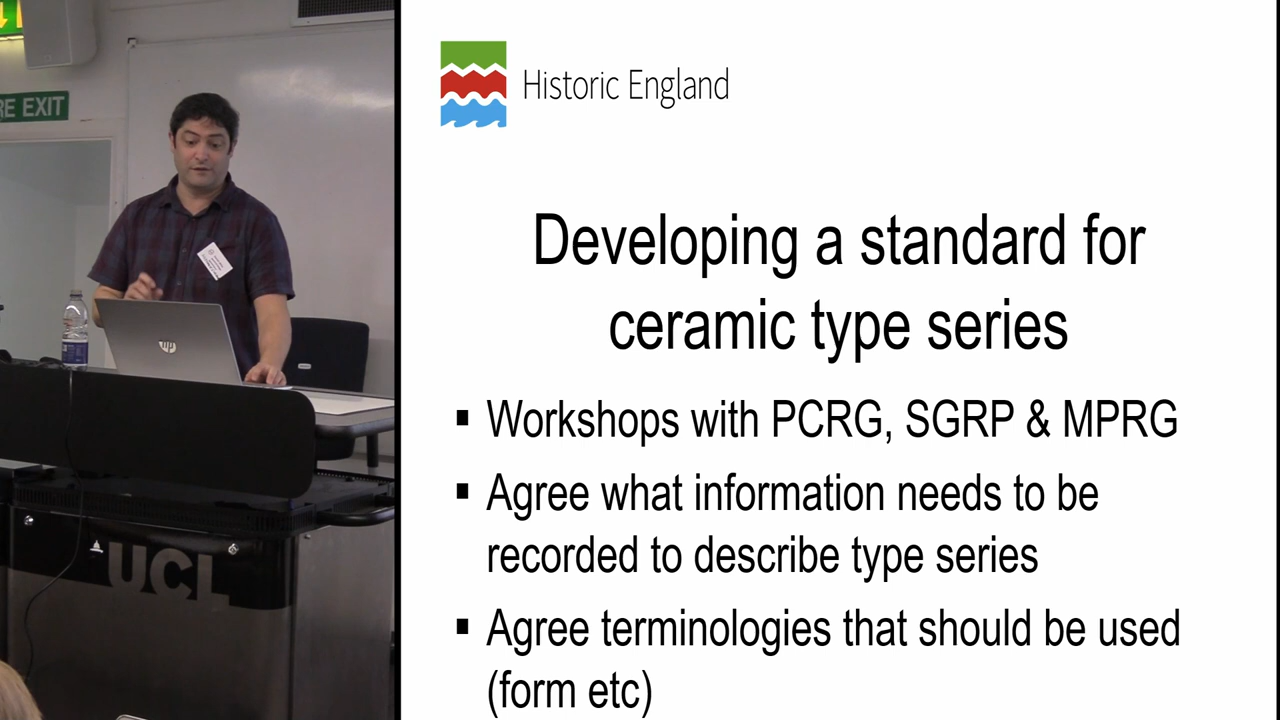 RE EXIT
hp
UCL
Historic England
Developing a standard for
ceramic type series
▪ Workshops with PCRG, SGRP & MPRG
▪ Agree what information needs to be
recorded to describe type series
▪ Agree terminologies that should be used
(form etc)